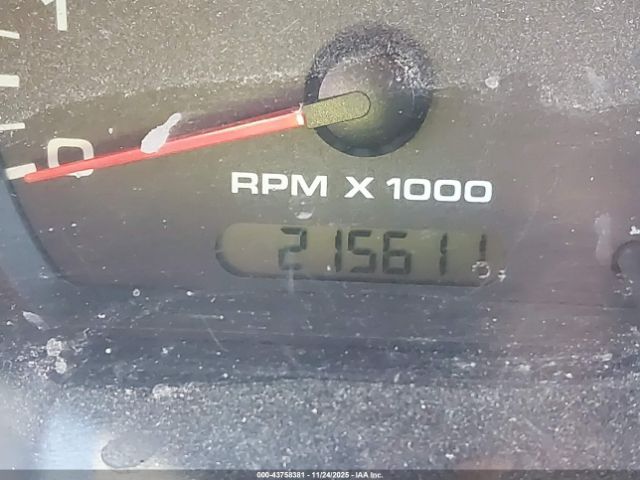 0
RPM X 1000
215611
000-43758381 - 11/24/2025 - IAA Inc.